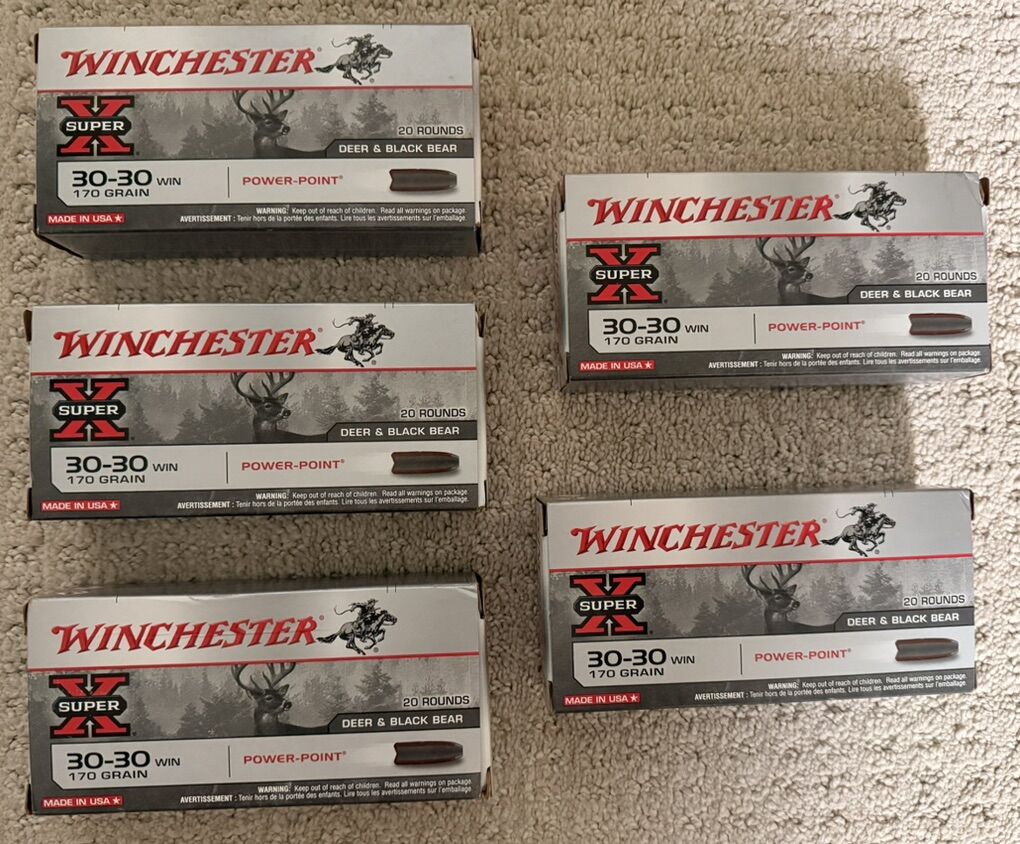 WINCHESTER®
SUPER X®
20 ROUNDS
DEER & BLACK BEAR
30-30 WIN
170 GRAIN
POWER-POINT®
MADE IN USA ★
WARNING: Keep out of reach of children. Read all warnings on package.
AVERTISSEMENT : Tenir hors de la portée des enfants. Lire tous les avertissements sur l'emballage.
WINCHESTER®
SUPER X®
20 ROUNDS
DEER & BLACK BEAR
30-30 WIN
170 GRAIN
POWER-POINT®
MADE IN USA ★
WARNING: Keep out of reach of children. Read all warnings on package.
AVERTISSEMENT : Tenir hors de la portée des enfants. Lire tous les avertissements sur l'emballage.
WINCHESTER®
SUPER X®
20 ROUNDS
DEER & BLACK BEAR
30-30 WIN
170 GRAIN
POWER-POINT®
MADE IN USA ★
WARNING: Keep out of reach of children. Read all warnings on package.
AVERTISSEMENT : Tenir hors de la portée des enfants. Lire tous les avertissements sur l'emballage.
WINCHESTER®
SUPER X®
20 ROUNDS
DEER & BLACK BEAR
30-30 WIN
170 GRAIN
POWER-POINT®
MADE IN USA ★
WARNING: Keep out of reach of children. Read all warnings on package.
AVERTISSEMENT : Tenir hors de la portée des enfants. Lire tous les avertissements sur l'emballage.
WINCHESTER®
SUPER X®
20 ROUNDS
DEER & BLACK BEAR
30-30 WIN
170 GRAIN
POWER-POINT®
MADE IN USA ★
WARNING: Keep out of reach of children. Read all warnings on package.
AVERTISSEMENT : Tenir hors de la portée des enfants. Lire tous les avertissements sur l'emballage.